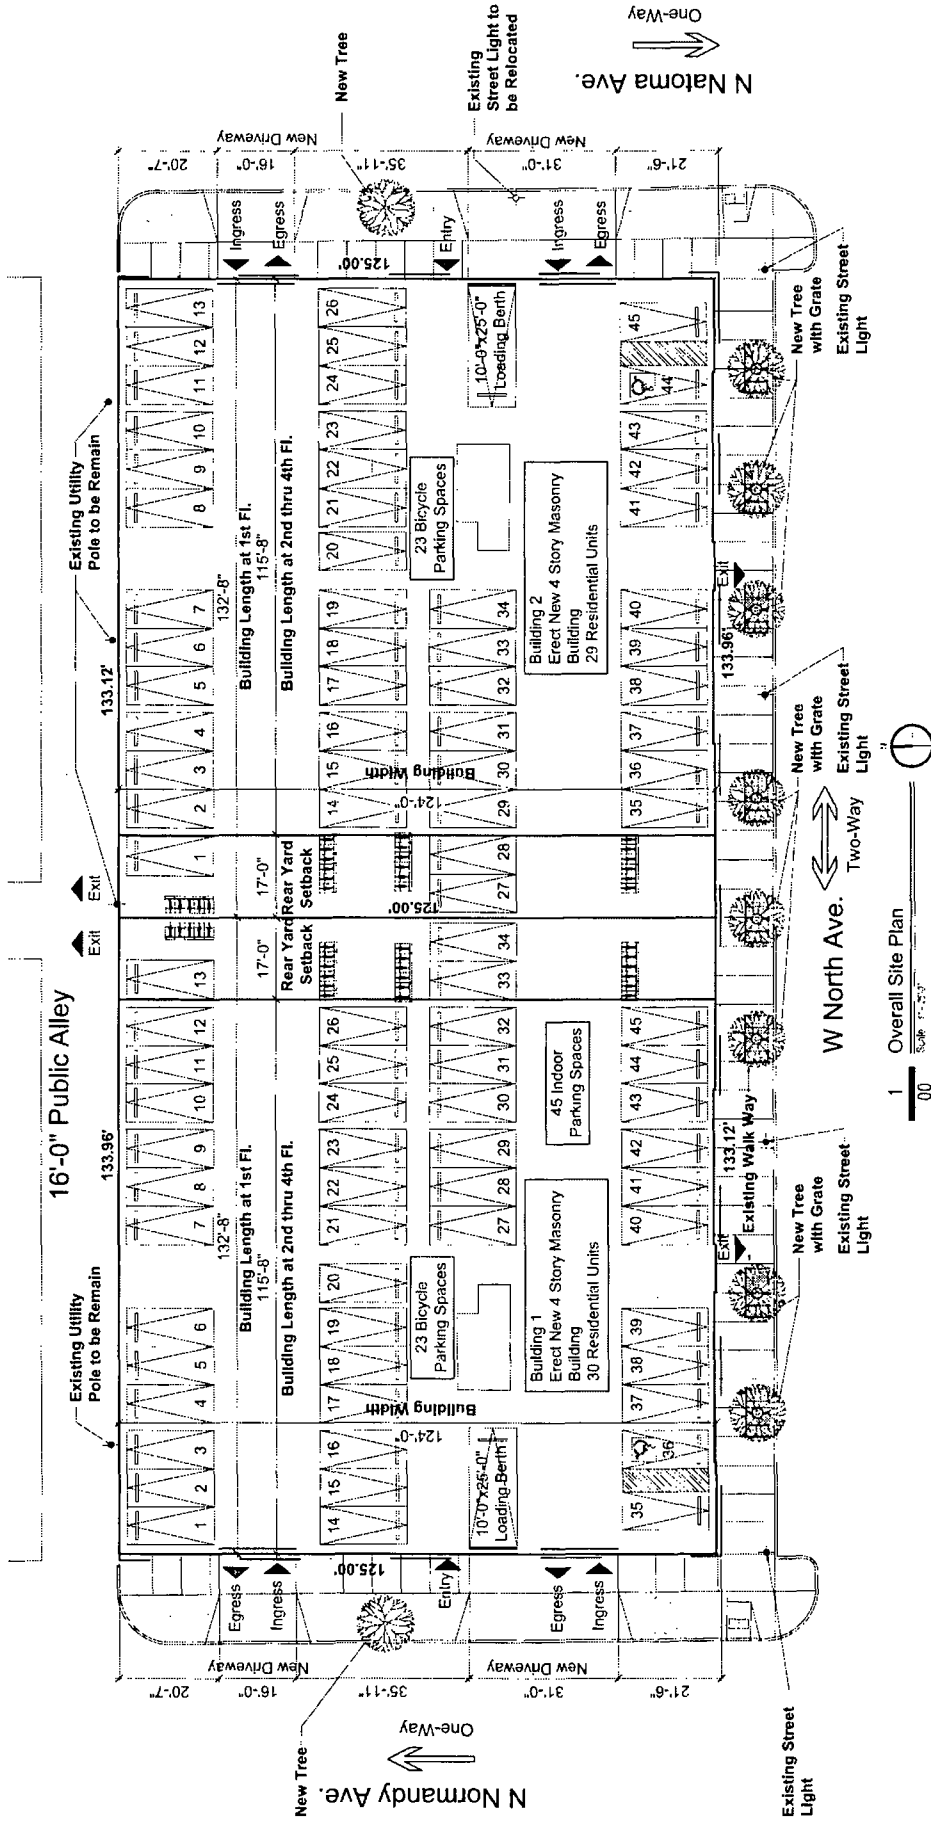 16'-0" Public Alley
Existing Utility
Pole to be Remain
Exit
Exit
Existing Utility
Pole to be Remain
133.96'
133.12'
20'-7"
16'-0"
35'-11"
31'-0"
21'-6"
New Driveway
New Driveway
New Tree
N Normandy Ave.
One-Way
Egress
Ingress
Entry
Egress
Ingress
125.00'
1
2
3
4
5
6
7
8
9
10
11
12
13
132'-8"
Building Length at 1st Fl.
115'-8"
Building Length at 2nd thru 4th Fl.
17'-0"
Rear Yard
Setback
14
15
16
17
18
19
20
21
22
23
24
25
26
Building Width
124'-0"
23 Bicycle
Parking Spaces
27
28
29
30
31
32
33
34
10'-0"x25'-0"
Loading Berth
Building 1
Erect New 4 Story Masonry
Building
30 Residential Units
45 Indoor
Parking Spaces
35
36
37
38
39
40
41
42
43
44
45
125.00'
1
2
3
4
5
6
7
8
9
10
11
12
13
17'-0"
Rear Yard
Setback
132'-8"
Building Length at 1st Fl.
115'-8"
Building Length at 2nd thru 4th Fl.
14
15
16
17
18
19
20
21
22
23
24
25
26
Building Width
124'-0"
23 Bicycle
Parking Spaces
27
28
29
30
31
32
33
34
10'-0"x25'-0"
Loading Berth
Building 2
Erect New 4 Story Masonry
Building
29 Residential Units
35
36
37
38
39
40
41
42
43
44
45
125.00'
Ingress
Egress
Entry
Ingress
Egress
20'-7"
16'-0"
35'-11"
31'-0"
21'-6"
New Driveway
New Driveway
New Tree
Existing
Street Light to
be Relocated
N Natoma Ave.
One-Way
Exit
133.12'
Existing Walk Way
Exit
133.96'
Existing Street
Light
New Tree
with Grate
Existing Street
Light
New Tree
with Grate
Existing Street
Light
New Tree
with Grate
Existing Street
Light
W North Ave.
Two-Way
1
00
Overall Site Plan